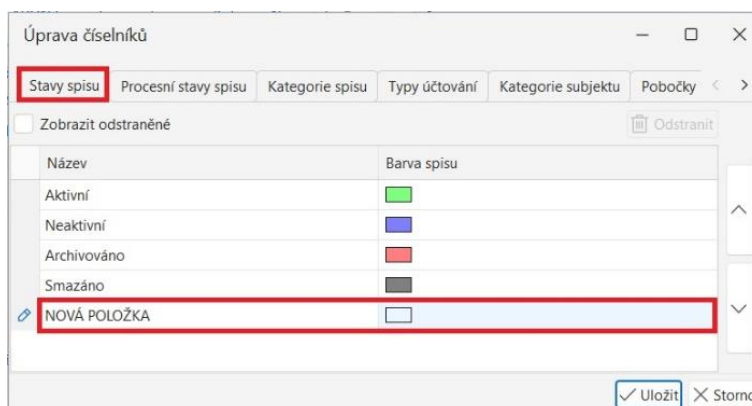 Úprava číselníků
Stavy spisu Procesní stavy spisu Kategorie spisu Typy účtování Kategorie subjektu Pobočky
Zobrazit odstraněné Odstranit
Název Barva spisu
Aktivní
Neaktivní
Archivováno
Smazáno
NOVÁ POLOŽKA
Uložit Storno